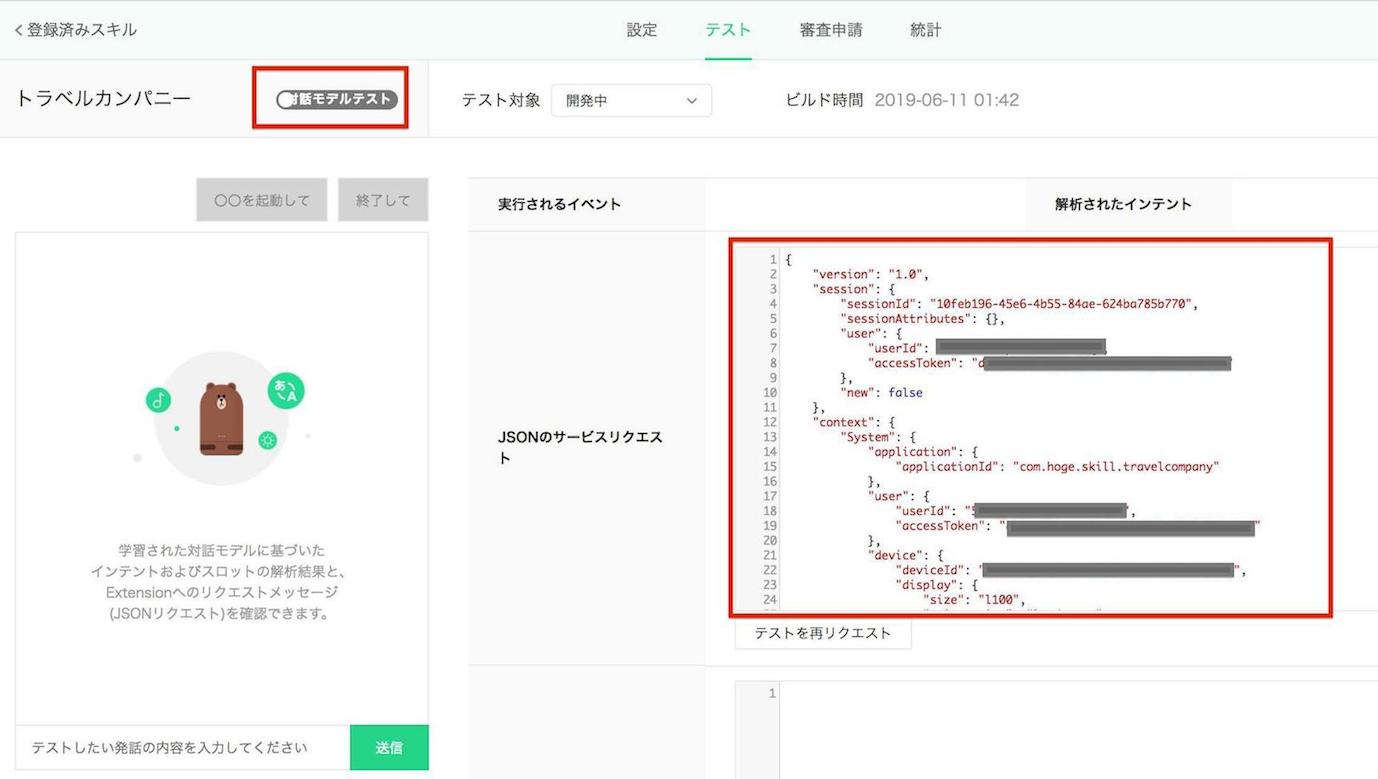 登録済みスキル
設定 テスト 審査申請 統計
トラベルカンパニー
対話モデルテスト
テスト対象 開発中 ビルド時間 2019-06-11 01:42
〇〇を起動して 終了して
実行されるイベント
解析されたインテント
JSONのサービスリクエス
ト
1 {
2 "version": "1.0",
3 "session": {
4 "sessionId": "10feb196-45e6-4b55-84ae-624ba785b770",
5 "sessionAttributes": {},
6 "user": {
7 "userId":
8 "accessToken": "d
9 },
10 "new": false
11 },
12 "context": {
13 "System": {
14 "application": {
15 "applicationId": "com.hoge.skill.travelcompany"
16 },
17 "user": {
18 "userId": "5 ",
19 "accessToken": " "
20 },
21 "device": {
22 "deviceId": " ",
23 "display": {
24 "size": "l100",
テストを再リクエスト
1
あ A
学習された対話モデルに基づいた
インテントおよびスロットの解析結果と、
Extensionへのリクエストメッセージ
(JSONリクエスト)を確認できます。
テストしたい発話の内容を入力してください
送信